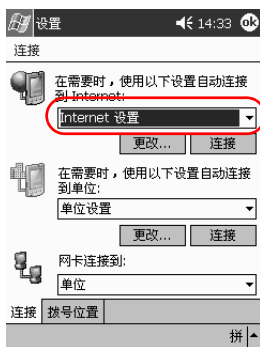 设置 14:33 ok
连接
在需要时，使用以下设置自动连接
到 Internet:
Internet 设置
更改... 连接
在需要时，使用以下设置自动连接
到单位:
单位设置
更改... 连接
网卡连接到:
单位
连接 拨号位置
拼